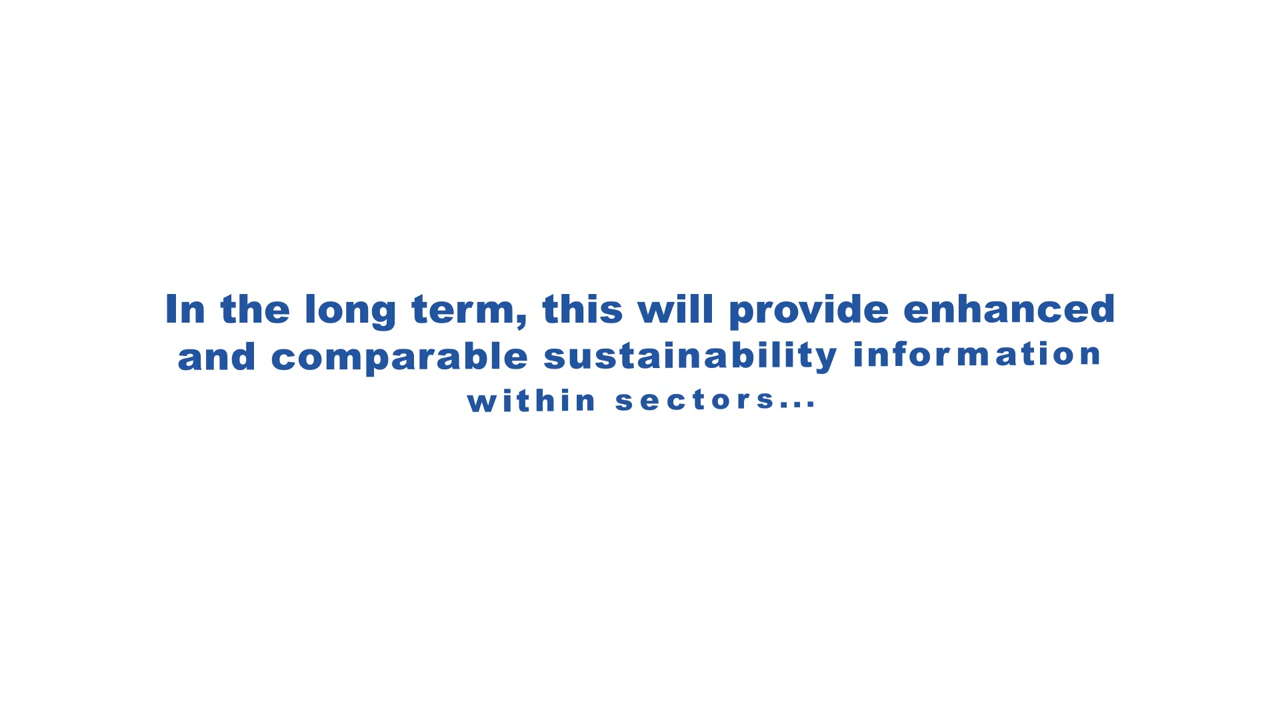 In the long term, this will provide enhanced
and comparable sustainability information
within sectors...